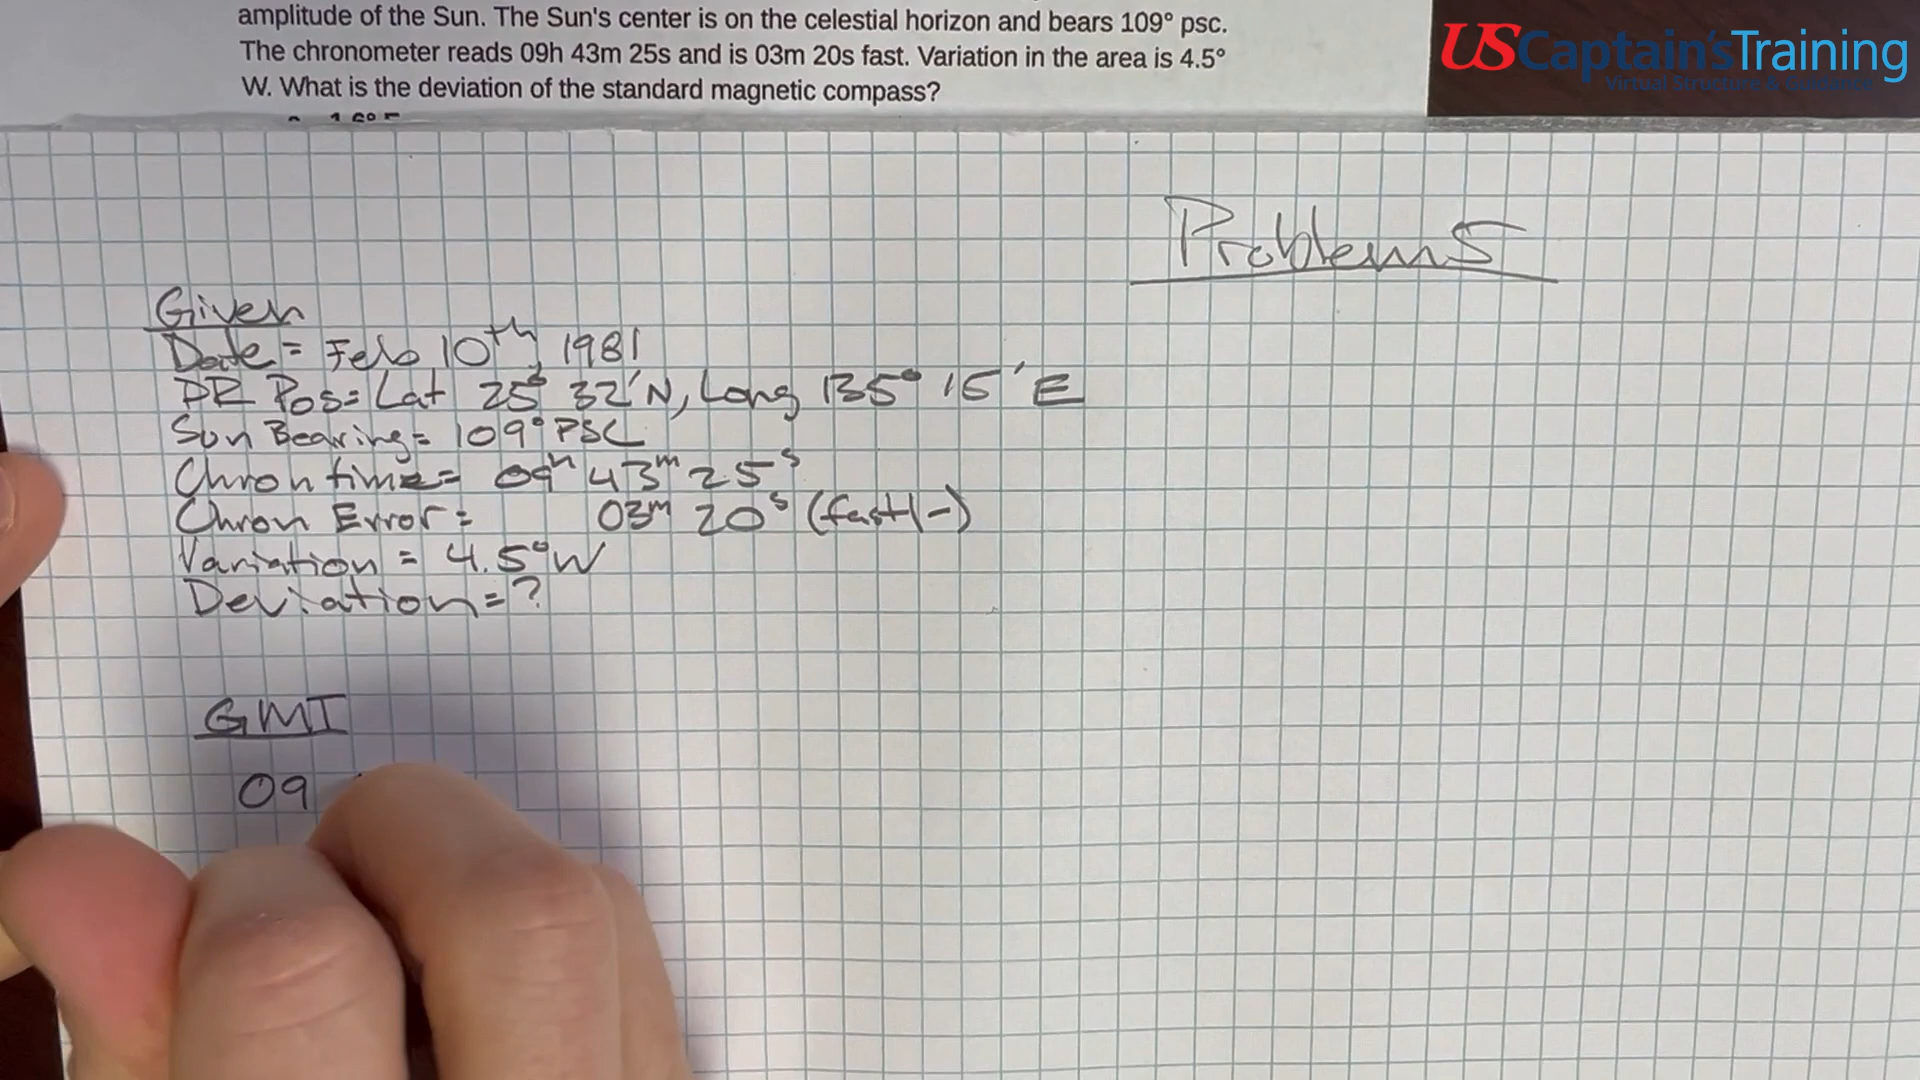 amplitude of the Sun. The Sun's center is on the celestial horizon and bears 109° psc.
The chronometer reads 09h 43m 25s and is 03m 20s fast. Variation in the area is 4.5°
W. What is the deviation of the standard magnetic compass?
USCaptain'sTraining
Problem 5
Given
Date = Feb 10th, 1981
DR Pos = Lat 25° 32' N, Long 135° 15' E
Sun Bearing = 109° PSC
Chron time = 09h 43m 25s
Chron Error = 03m 20s (fast/-)
Variation = 4.5° W
Deviation = ?
GMT
09